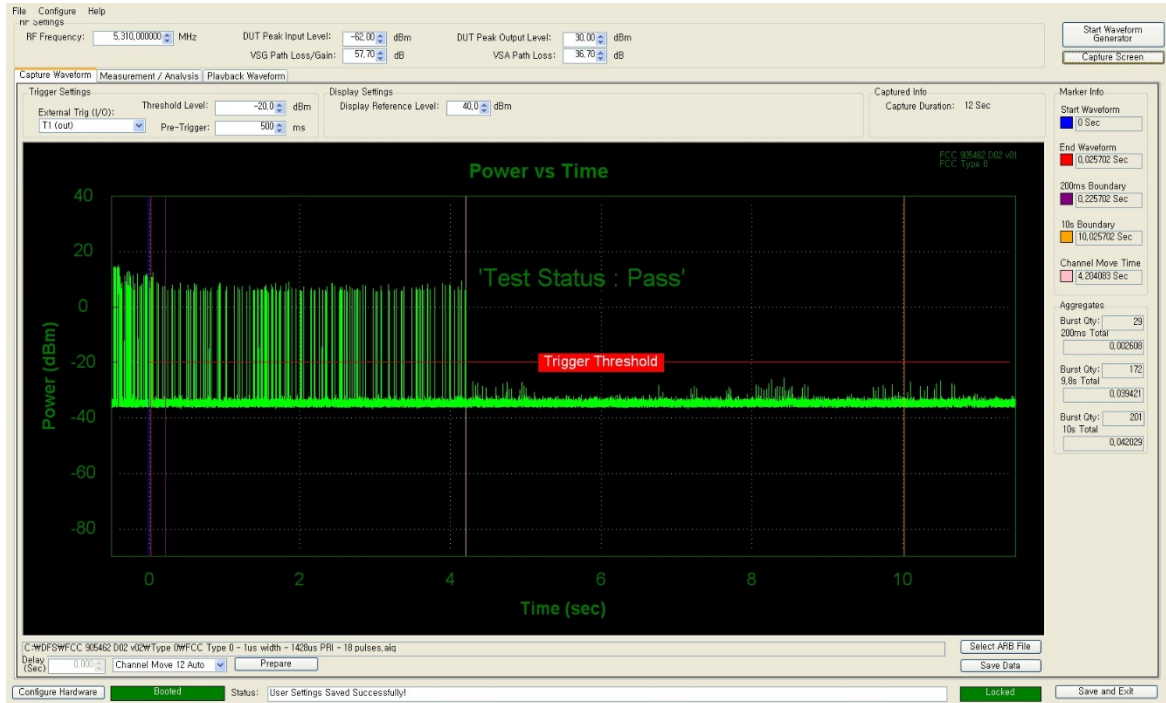 File Configure Help
RF Settings
RF Frequency: 5,310,000000 MHz DUT Peak Input Level: -62,00 dBm DUT Peak Output Level: 30,00 dBm
VSG Path Loss/Gain: 57,70 dB VSA Path Loss: 36,70 dB
Start Waveform Generator
Capture Screen
Capture Waveform Measurement / Analysis Playback Waveform
Trigger Settings
External Trig (I/O): Threshold Level: -20,0 dBm
T1 (out) Pre-Trigger: 500 ms
Display Settings
Display Reference Level: 40,0 dBm
Captured Info
Capture Duration: 12 Sec
Power vs Time
FCC 905462 D02 v01
FCC Type 0
Power (dBm)
40
20
0
-20
-40
-60
-80
'Test Status : Pass'
Trigger Threshold
0 2 4 6 8 10
Time (sec)
Marker Info
Start Waveform
0 Sec
End Waveform
0,025702 Sec
200ms Boundary
0,225702 Sec
10s Boundary
10,025702 Sec
Channel Move Time
4,204083 Sec
Aggregates
Burst Qty: 29
200ms Total
0,002608
Burst Qty: 172
9,8s Total
0,039421
Burst Qty: 201
10s Total
0,042029
C:₩DFS₩FCC 905462 D02 v02₩Type 0₩FCC Type 0 - 1us width - 1428us PRI - 18 pulses,aiq
Select ARB File
Delay (Sec) 0,000 Channel Move 12 Auto Prepare
Save Data
Configure Hardware Booted Status: User Settings Saved Successfully! Locked Save and Exit